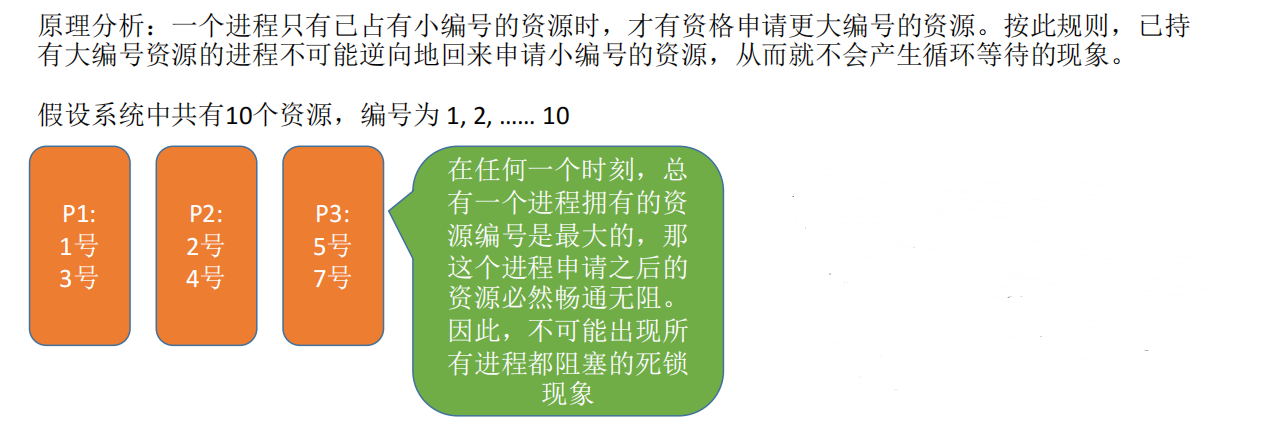 原理分析：一个进程只有已占有小编号的资源时，才有资格申请更大编号的资源。按此规则，已持
有大编号资源的进程不可能逆向地回来申请小编号的资源，从而就不会产生循环等待的现象。
假设系统中共有10个资源，编号为 1, 2, …… 10
P1:
1号
3号
P2:
2号
4号
P3:
5号
7号
在任何一个时刻，总
有一个进程拥有的资
源编号是最大的，那
这个进程申请之后的
资源必然畅通无阻。
因此，不可能出现所
有进程都阻塞的死锁
现象